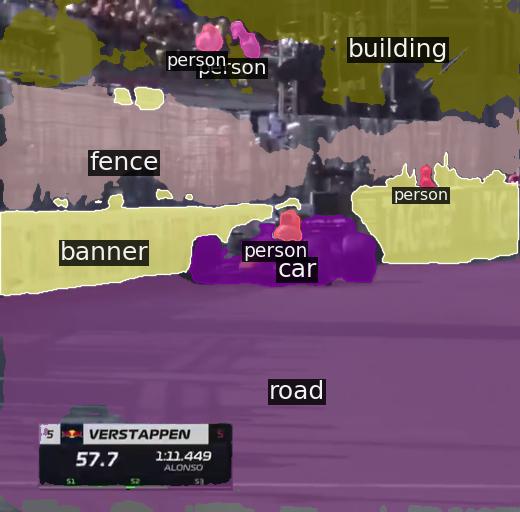 building
person
person
fence
person
banner
person
car
road
5 VERSTAPPEN 5
57.7 1:11.449
ALONSO
S1 S2 S3